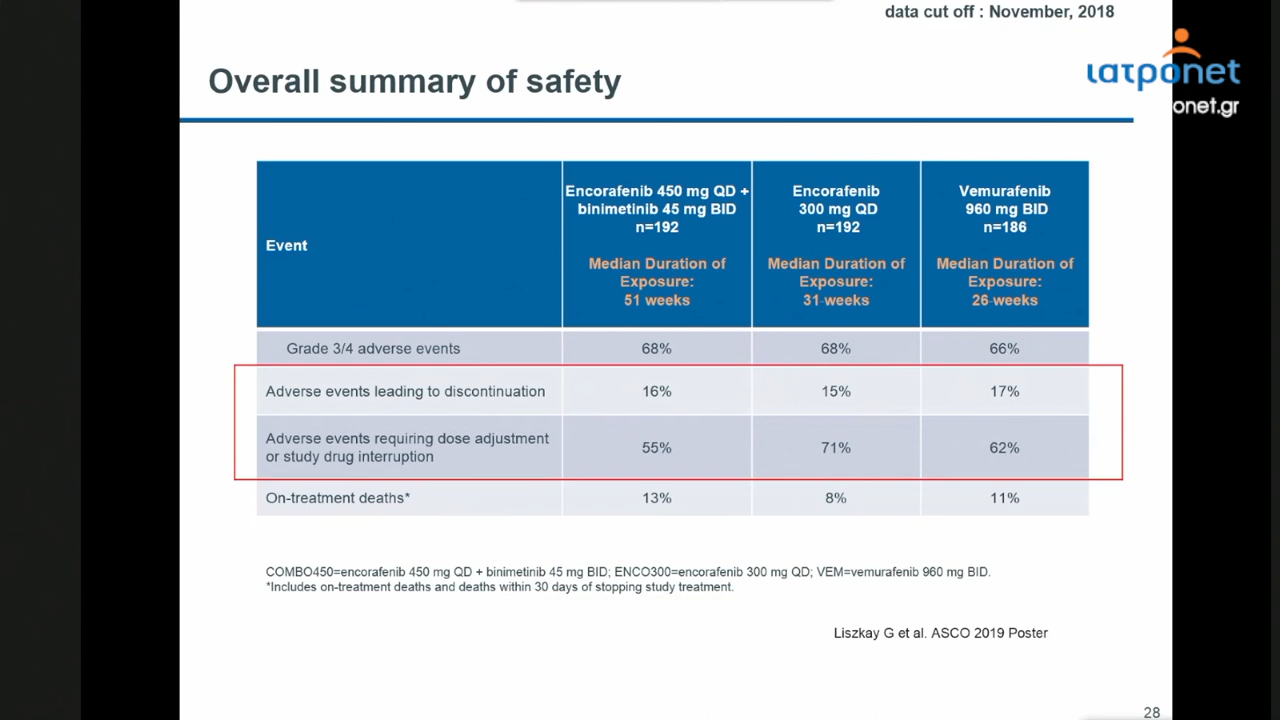 data cut off : November, 2018
ιατρonet
onet.gr
Overall summary of safety
Event
Encorafenib 450 mg QD +
binimetinib 45 mg BID
n=192
Median Duration of
Exposure:
51 weeks
Encorafenib
300 mg QD
n=192
Median Duration of
Exposure:
31-weeks
Vemurafenib
960 mg BID
n=186
Median Duration of
Exposure:
26-weeks
Grade 3/4 adverse events 68% 68% 66%
Adverse events leading to discontinuation 16% 15% 17%
Adverse events requiring dose adjustment
or study drug interruption 55% 71% 62%
On-treatment deaths* 13% 8% 11%
COMBO450=encorafenib 450 mg QD + binimetinib 45 mg BID; ENCO300=encorafenib 300 mg QD; VEM=vemurafenib 960 mg BID.
*Includes on-treatment deaths and deaths within 30 days of stopping study treatment.
Liszkay G et al. ASCO 2019 Poster
28